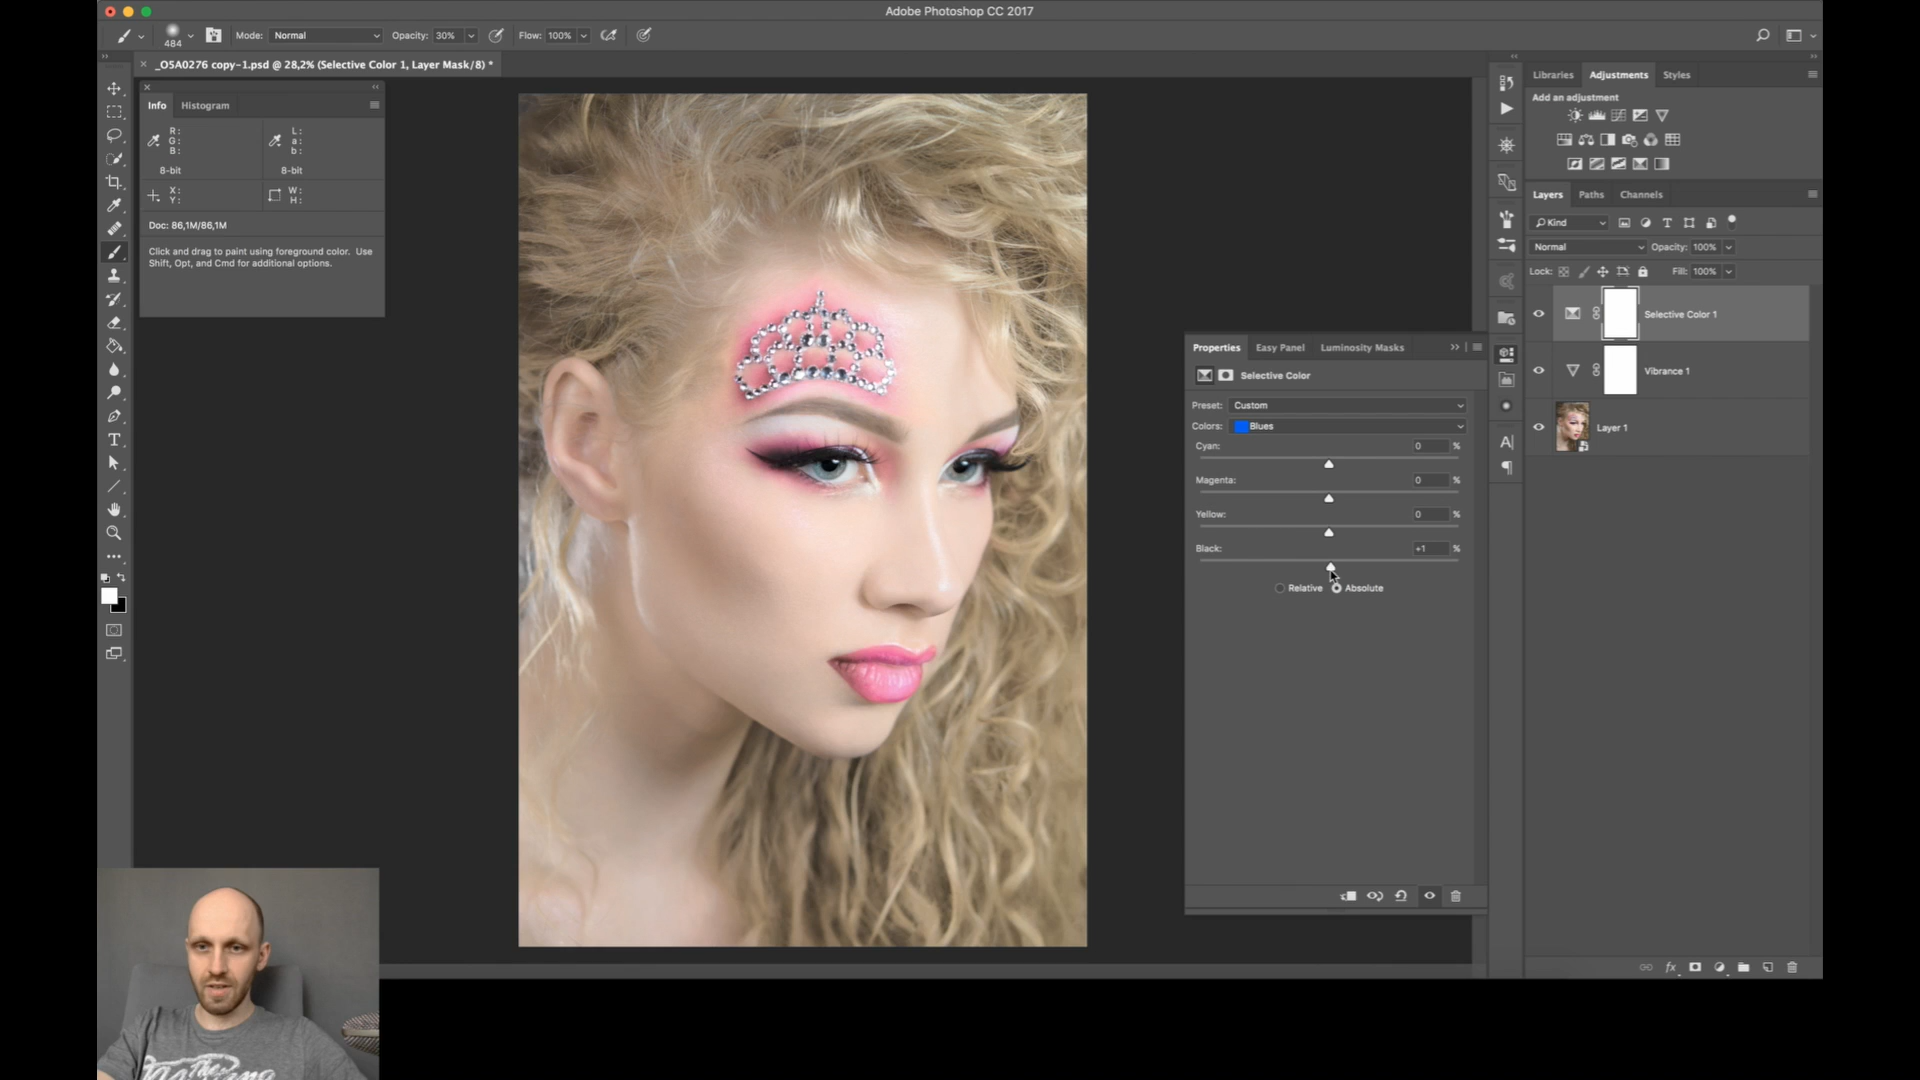 Adobe Photoshop CC 2017
484
Mode: Normal
Opacity: 30%
Flow: 100%
_O5A0276 copy-1.psd @ 28,2% (Selective Color 1, Layer Mask/8) *
Info
Histogram
R:
G:
B:
L:
a:
b:
8-bit
8-bit
X:
Y:
W:
H:
Doc: 86,1M/86,1M
Click and drag to paint using foreground color. Use
Shift, Opt, and Cmd for additional options.
Properties
Easy Panel
Luminosity Masks
Selective Color
Preset: Custom
Colors: Blues
Cyan: 0 %
Magenta: 0 %
Yellow: 0 %
Black: +1 %
Relative
Absolute
Libraries
Adjustments
Styles
Add an adjustment
Layers
Paths
Channels
Kind
Normal
Opacity: 100%
Lock:
Fill: 100%
Selective Color 1
Vibrance 1
Layer 1
fx
The